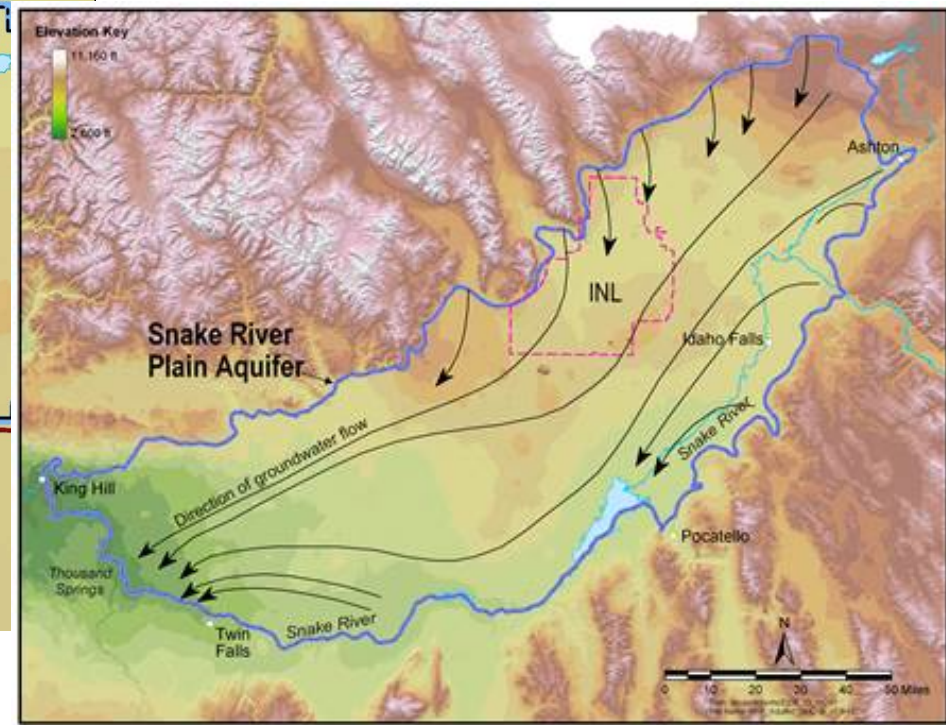 Elevation Key
11,160 ft
2,600 ft
Ashton
INL
Idaho Falls
Snake River
Plain Aquifer
Snake River
Direction of groundwater flow
King Hill
Pocatello
Thousand
Springs
Twin
Falls
Snake River
N
0 10 20 30 40 50 Miles